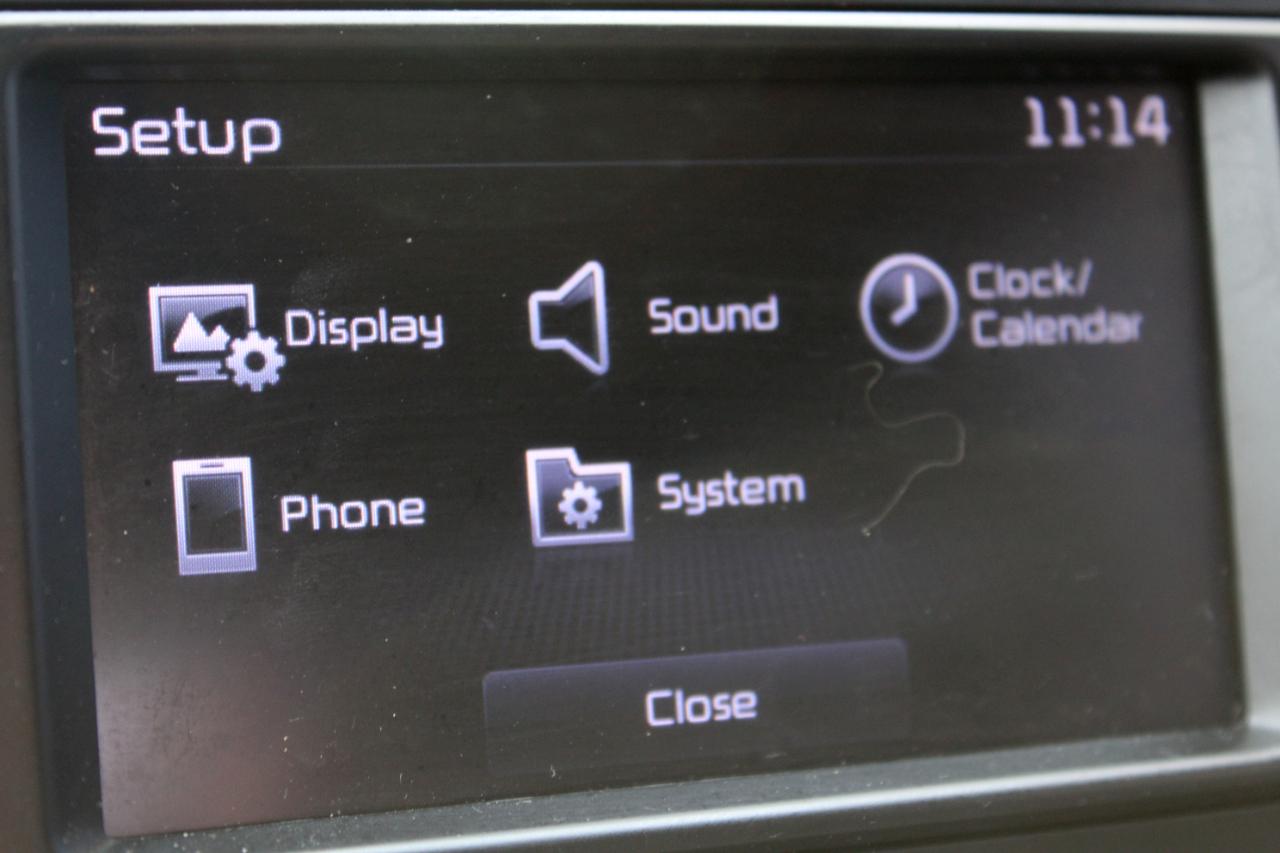 Setup
11:14
Display
Sound
Clock/
Calendar
Phone
System
Close